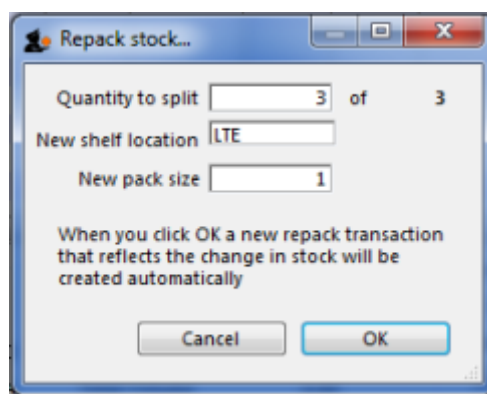 Repack stock...
Quantity to split 3 of 3
New shelf location LTE
New pack size 1
When you click OK a new repack transaction
that reflects the change in stock will be
created automatically
Cancel OK